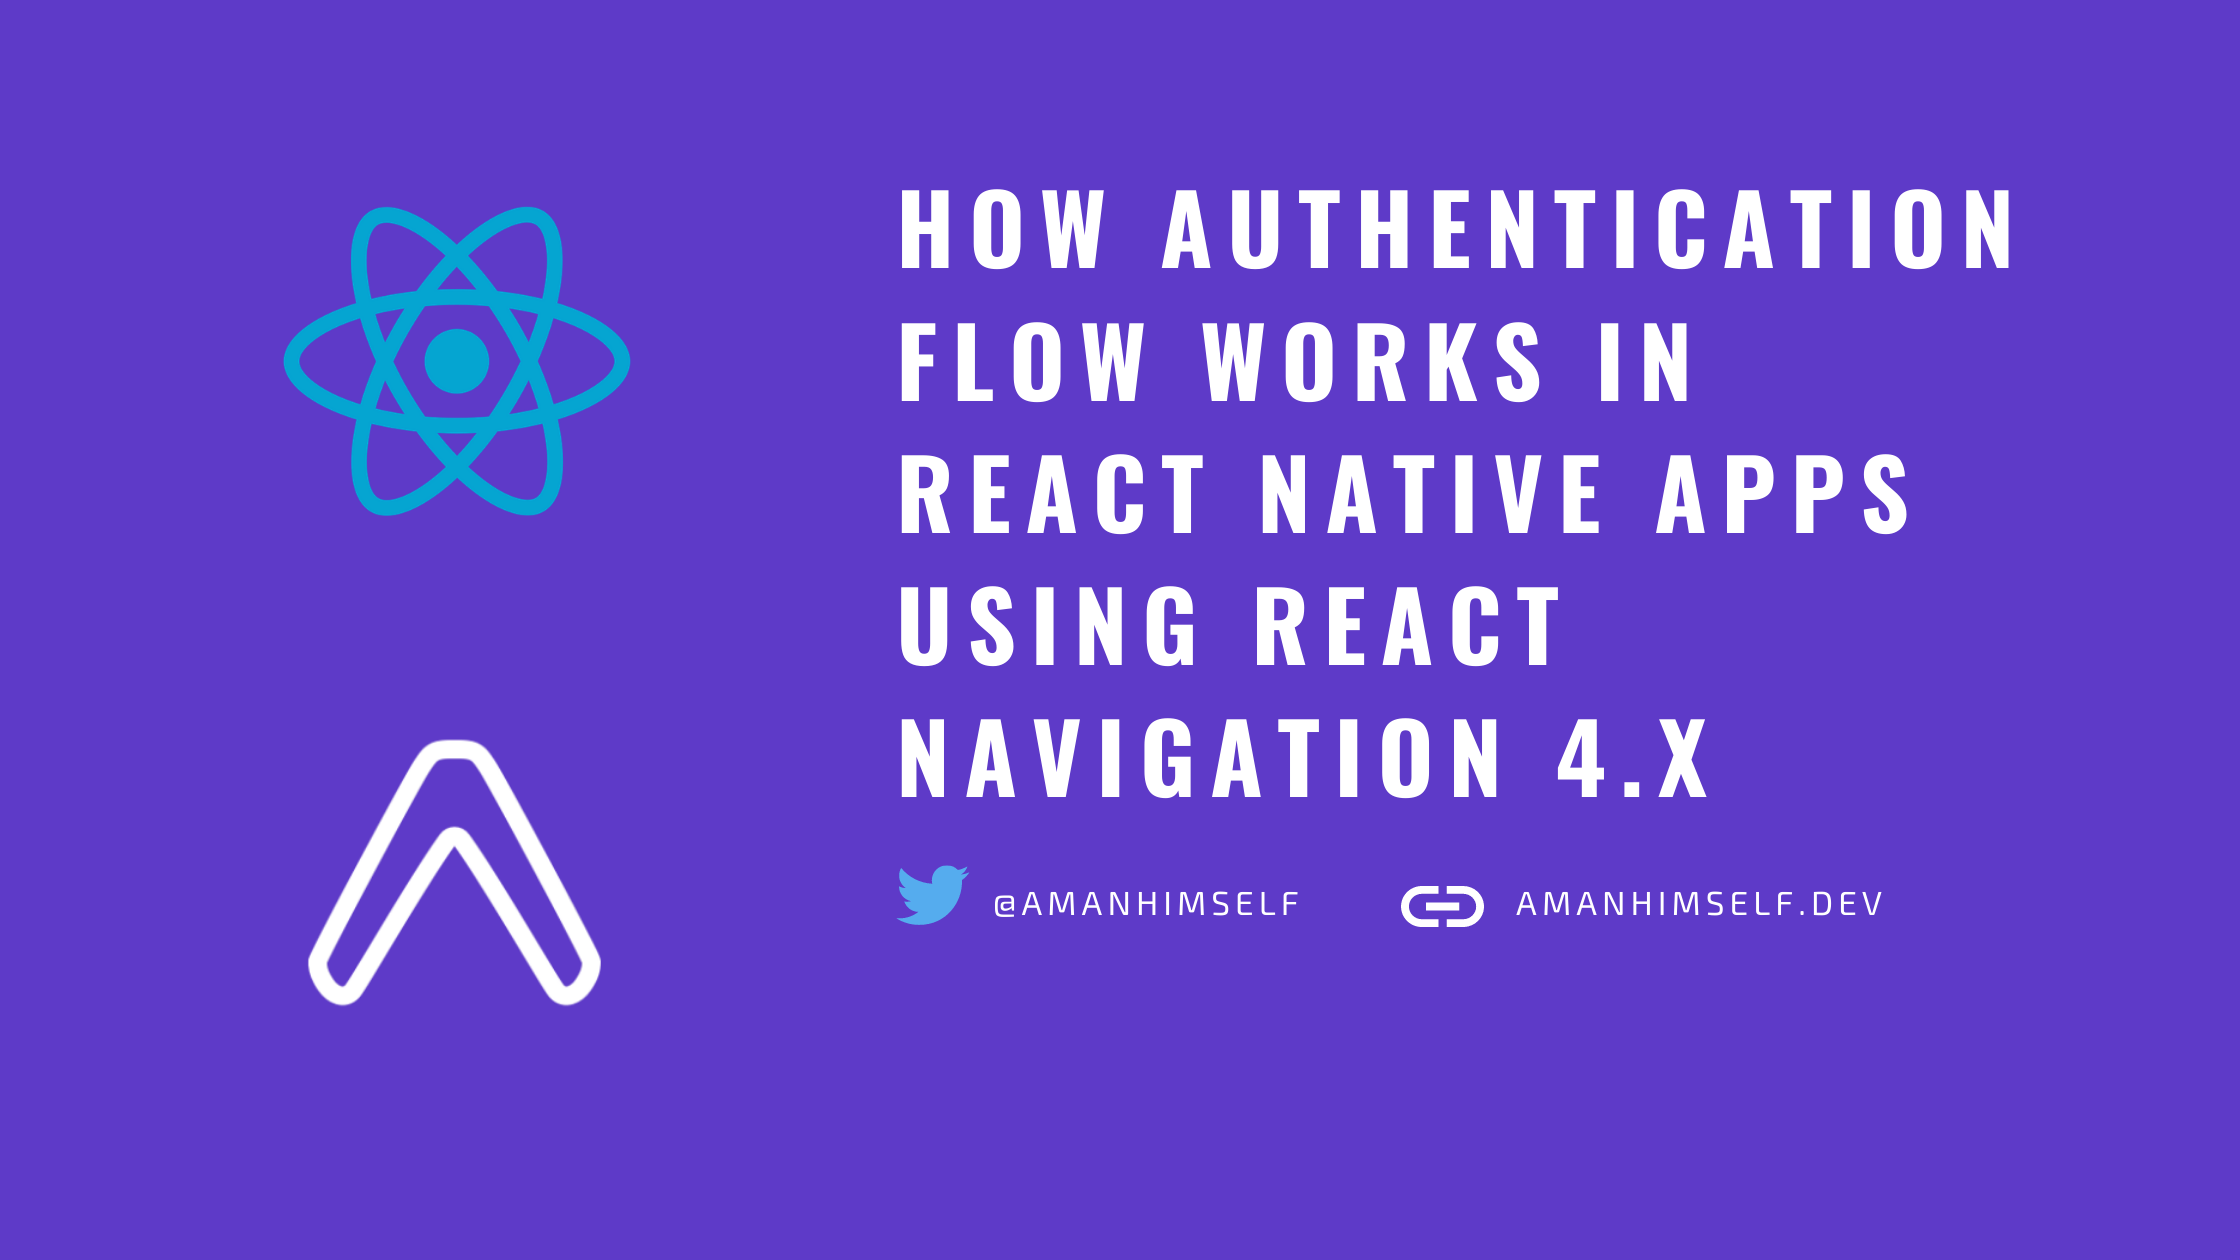 HOW AUTHENTICATION
FLOW WORKS IN
REACT NATIVE APPS
USING REACT
NAVIGATION 4.X
@AMANHIMSELF
AMANHIMSELF.DEV